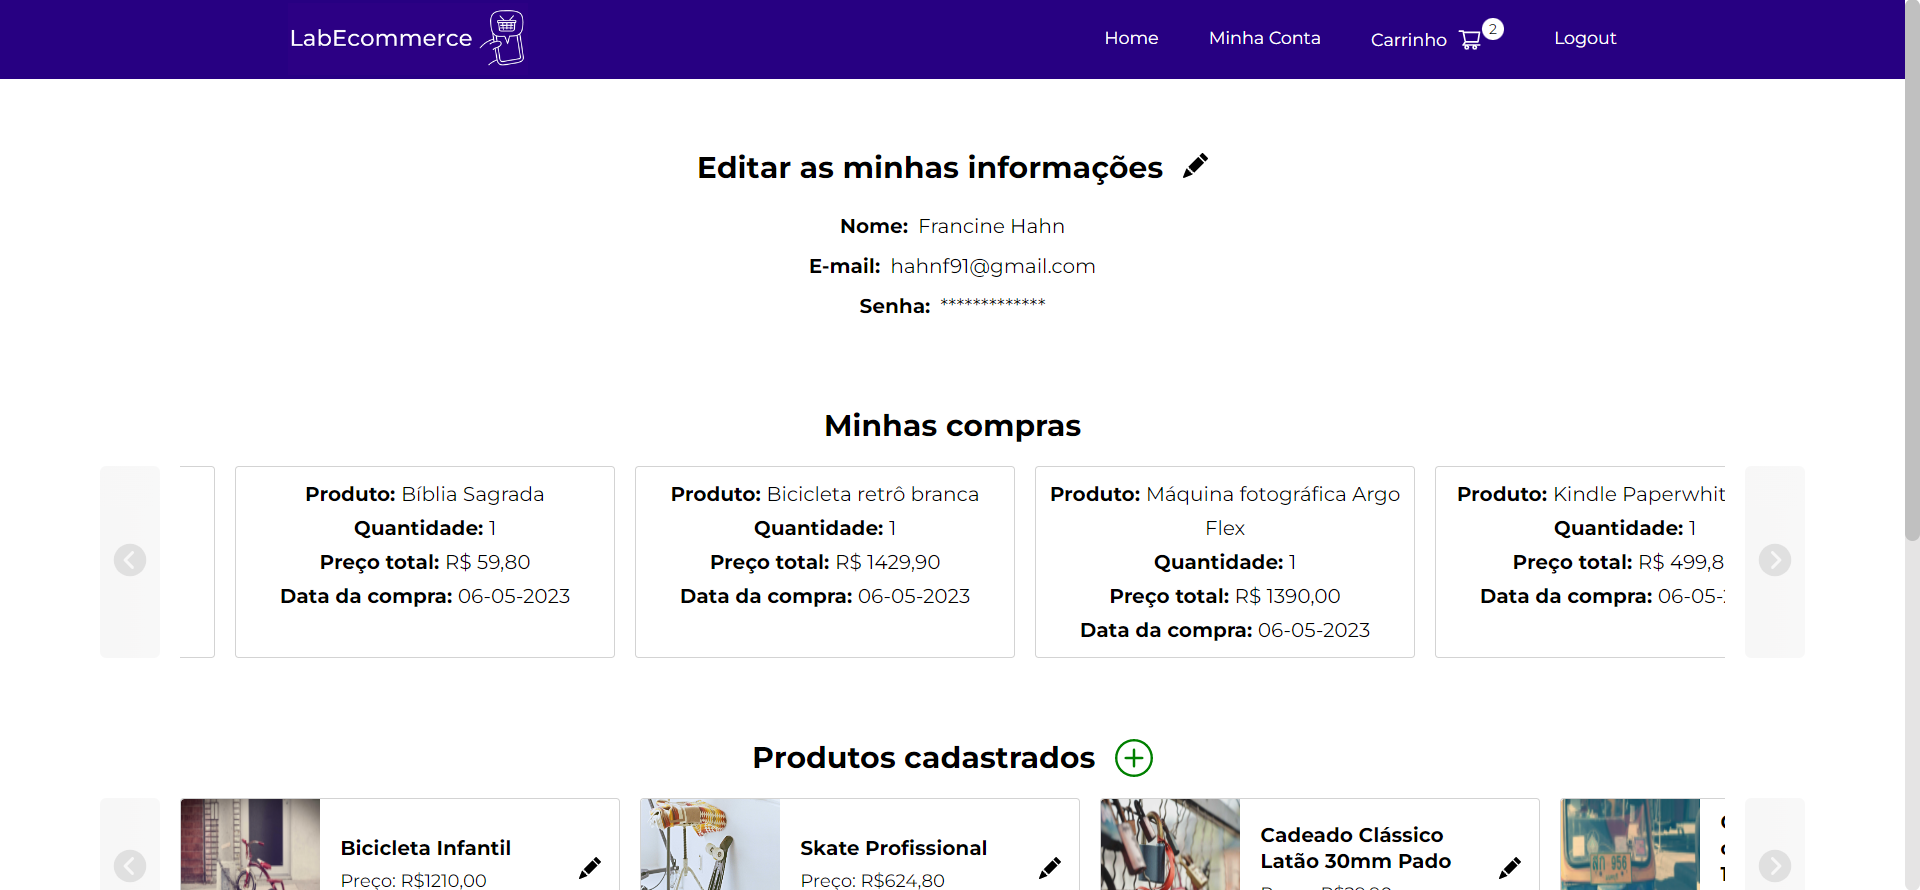 LabEcommerce
Home
Minha Conta
Carrinho
2
Logout
Editar as minhas informações
Nome: Francine Hahn
E-mail: hahnf91@gmail.com
Senha: *************
Minhas compras
Produto: Bíblia Sagrada
Quantidade: 1
Preço total: R$ 59,80
Data da compra: 06-05-2023
Produto: Bicicleta retrô branca
Quantidade: 1
Preço total: R$ 1429,90
Data da compra: 06-05-2023
Produto: Máquina fotográfica Argo
Flex
Quantidade: 1
Preço total: R$ 1390,00
Data da compra: 06-05-2023
Produto: Kindle Paperwhit
Quantidade: 1
Preço total: R$ 499,8
Data da compra: 06-05-
Produtos cadastrados
Bicicleta Infantil
Preço: R$1210,00
Skate Profissional
Preço: R$624,80
Cadeado Clássico
Latão 30mm Pado